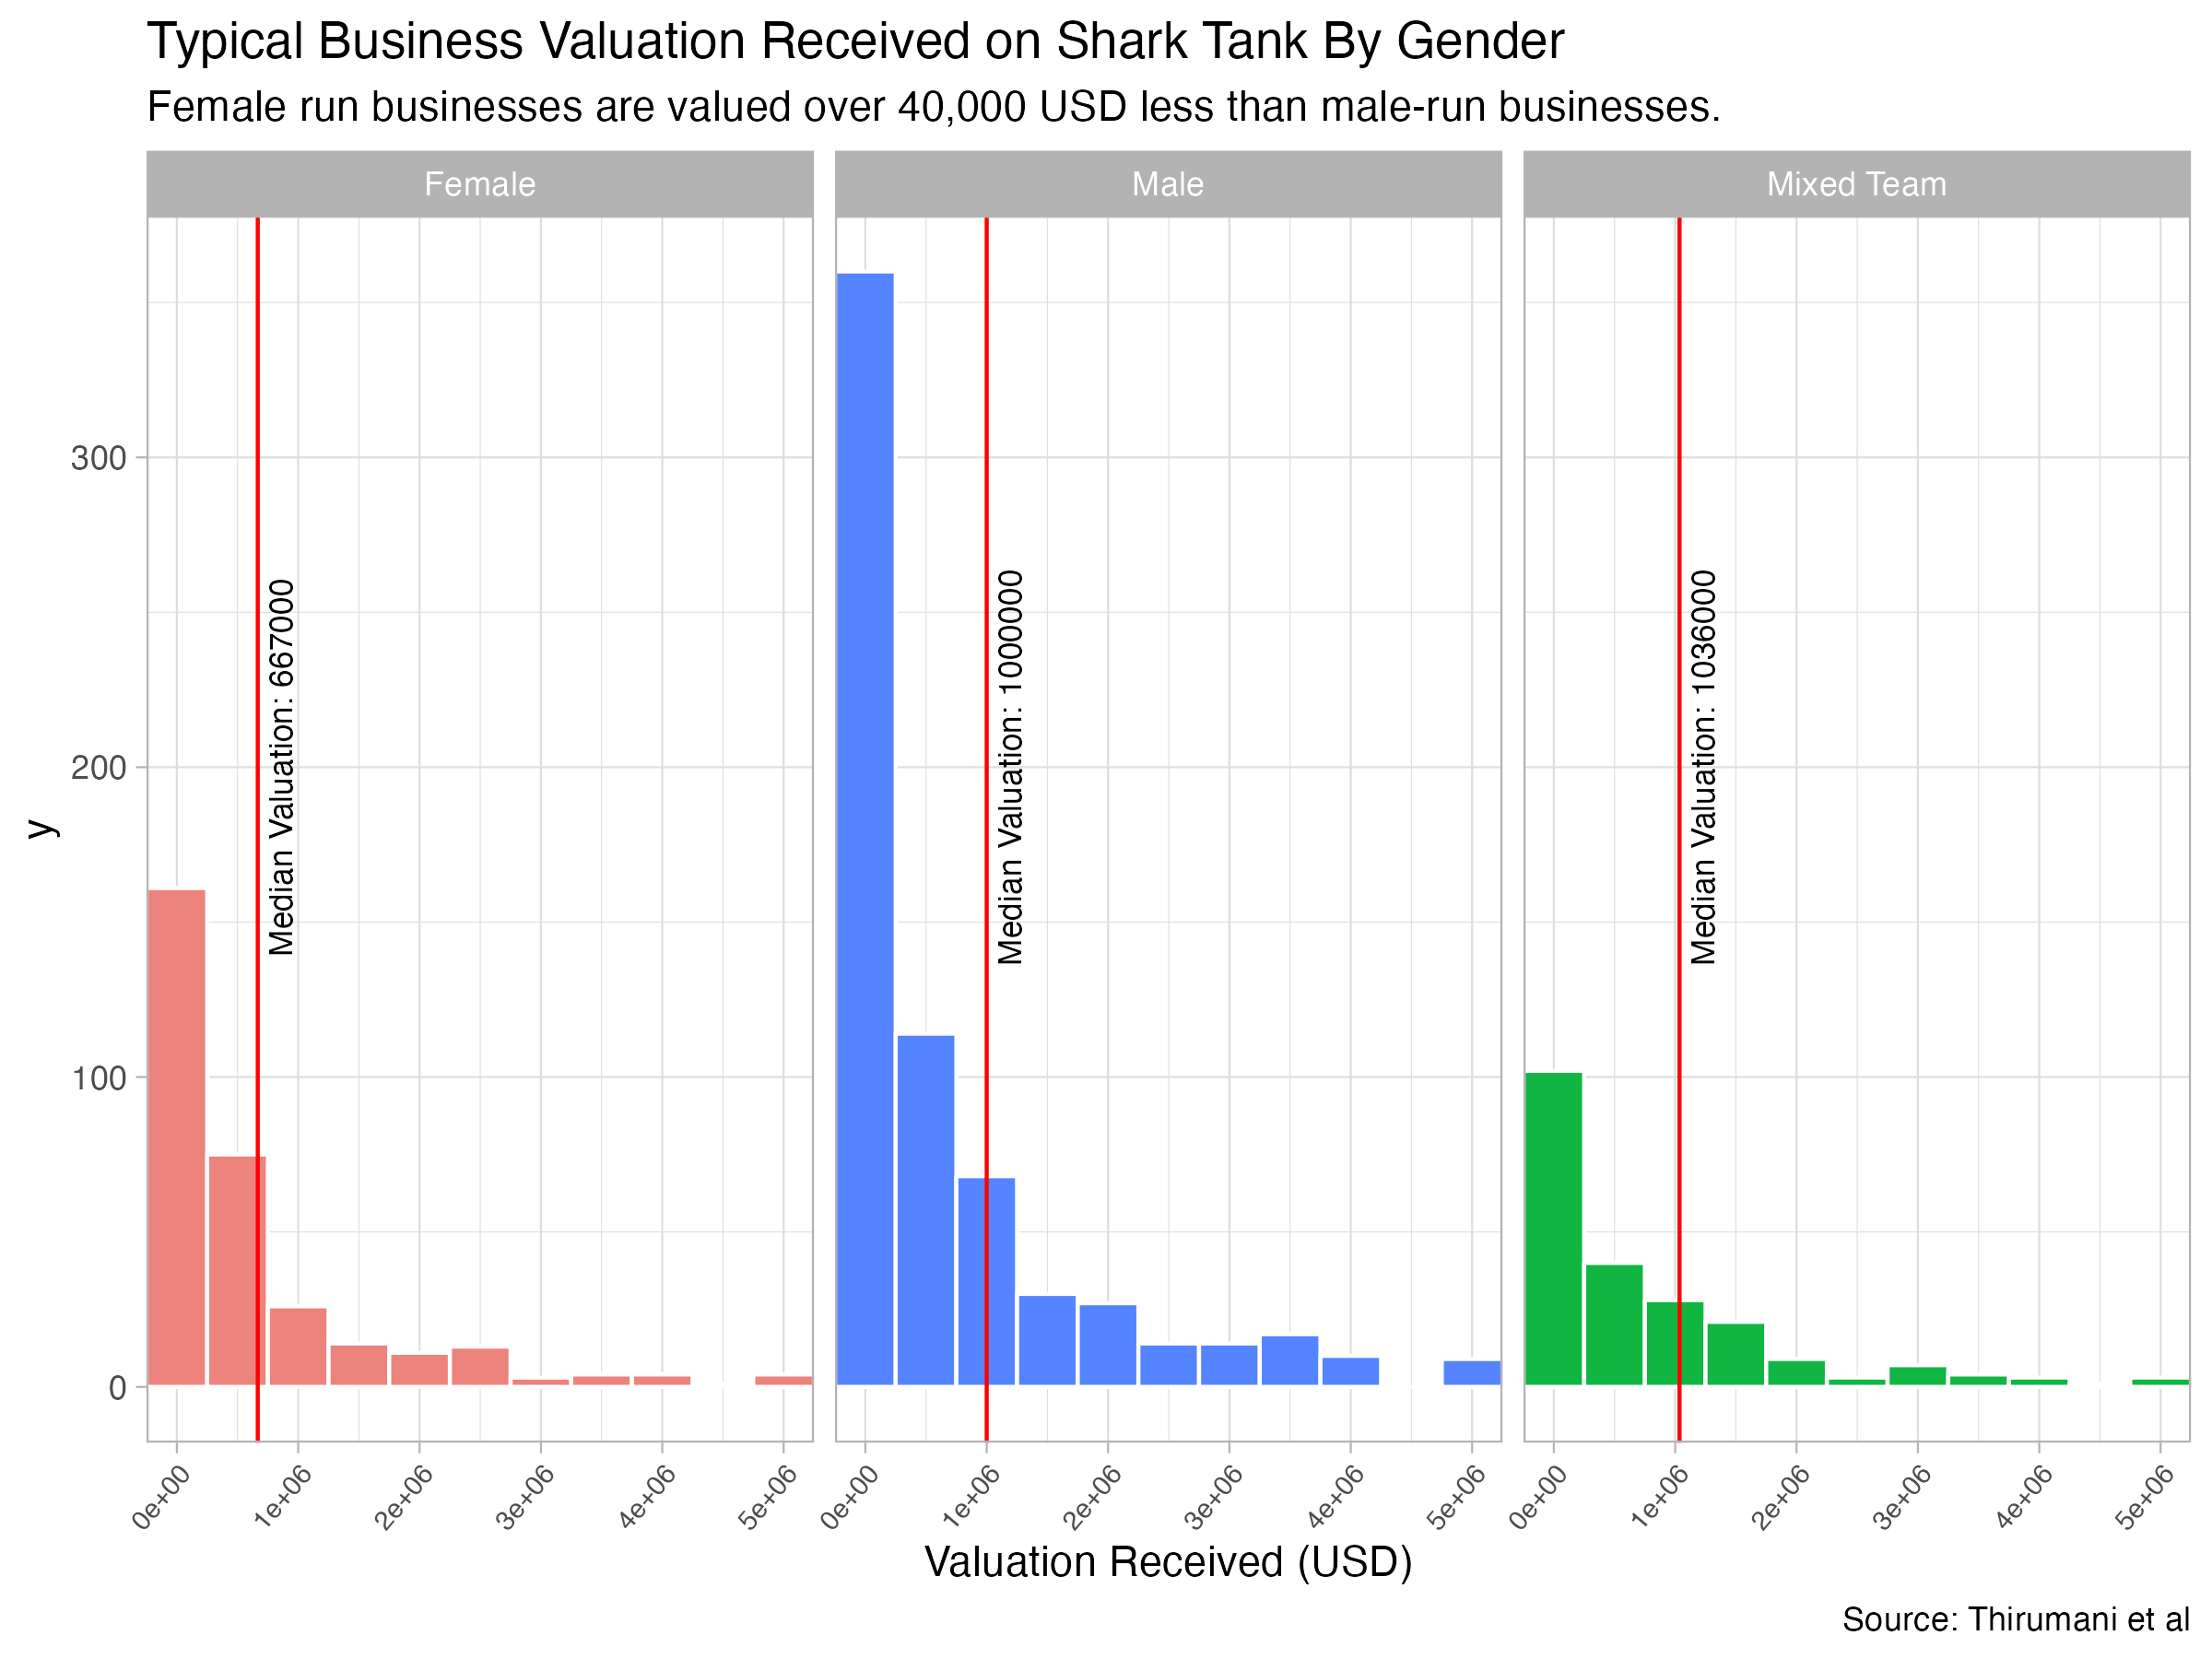 Typical Business Valuation Received on Shark Tank By Gender
Female run businesses are valued over 40,000 USD less than male-run businesses.
Female
Male
Mixed Team
y
300
200
100
0
Median Valuation: 667000
Median Valuation: 1000000
Median Valuation: 1036000
0e+00
1e+06
2e+06
3e+06
4e+06
5e+06
0e+00
1e+06
2e+06
3e+06
4e+06
5e+06
0e+00
1e+06
2e+06
3e+06
4e+06
5e+06
Valuation Received (USD)
Source: Thirumani et al